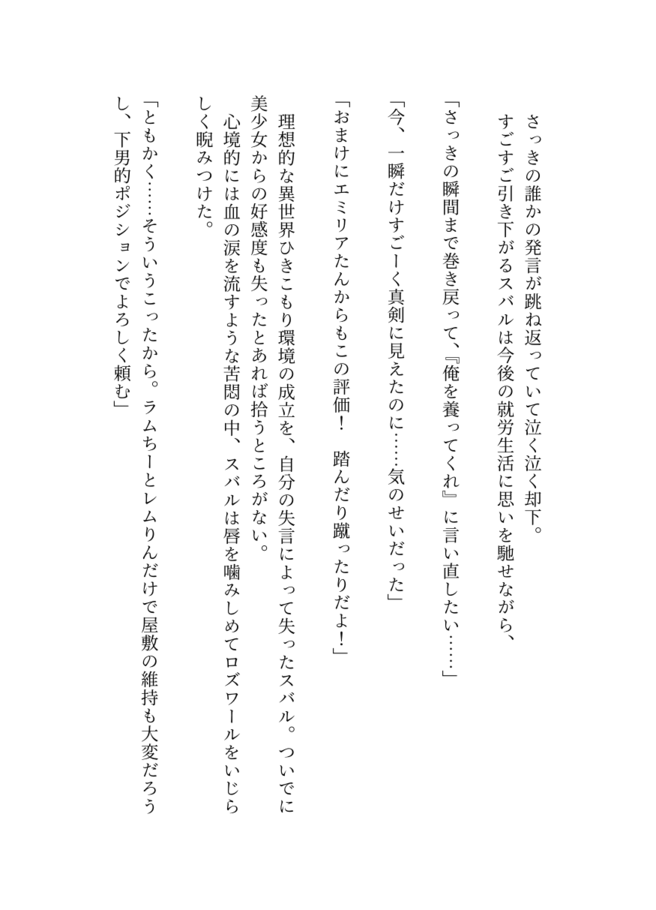 さっきの誰かの発言が跳ね返っていて泣く泣く却下。
すごすご引き下がるスバルは今後の就労生活に思いを馳せながら、
「さっきの瞬間まで巻き戻って、『俺を養ってくれ』に言い直したい……」
「今、一瞬だけすごーく真剣に見えたのに……気のせいだった」
「おまけにエミリアたんからもこの評価！　踏んだり蹴ったりだよ！」
理想的な異世界ひきこもり環境の成立を、自分の失言によって失ったスバル。ついでに
美少女からの好感度も失ったとあれば拾うところがない。
心境的には血の涙を流すような苦悶の中、スバルは唇を噛みしめてロズワールをいじら
しく睨みつけた。
「ともかく……そういうこったから。ラムちーとレムりんだけで屋敷の維持も大変だろう
し、下男的ポジションでよろしく頼む」